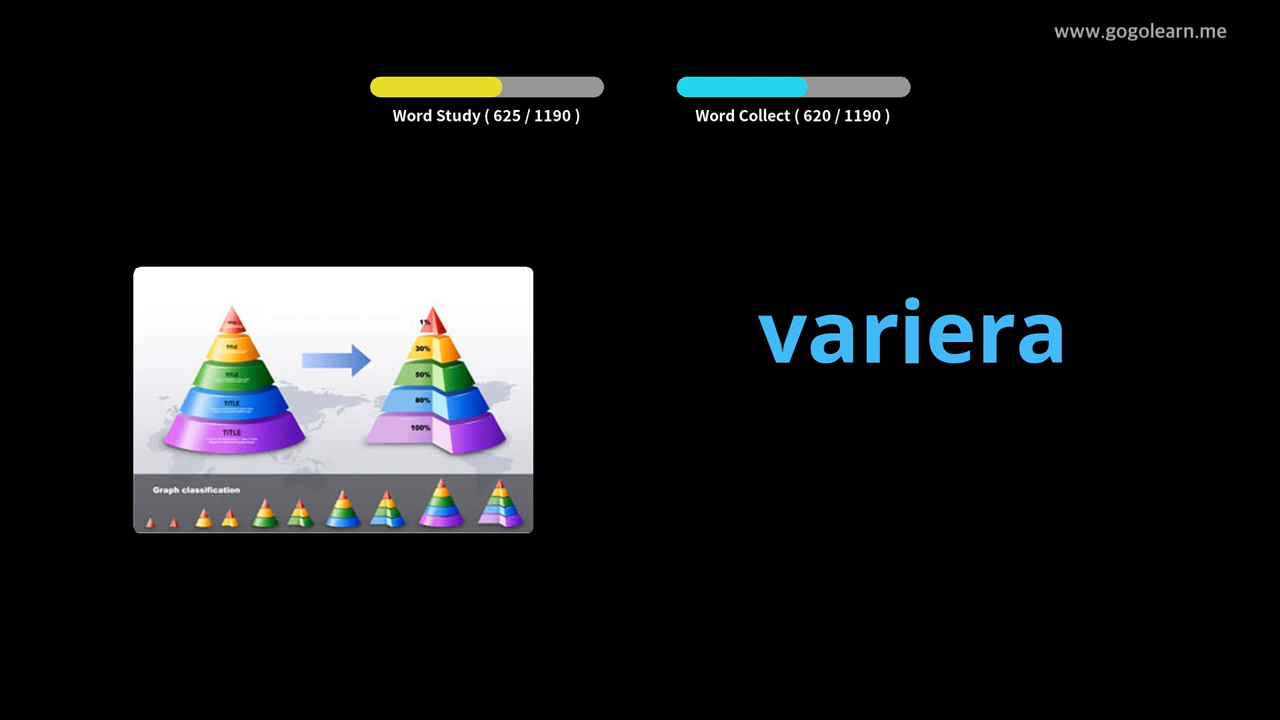 www.gogolearn.me
Word Study ( 625 / 1190 )
Word Collect ( 620 / 1190 )
variera
TITLE
TITLE
TITLE
TITLE
1%
30%
50%
80%
100%
Graph classification